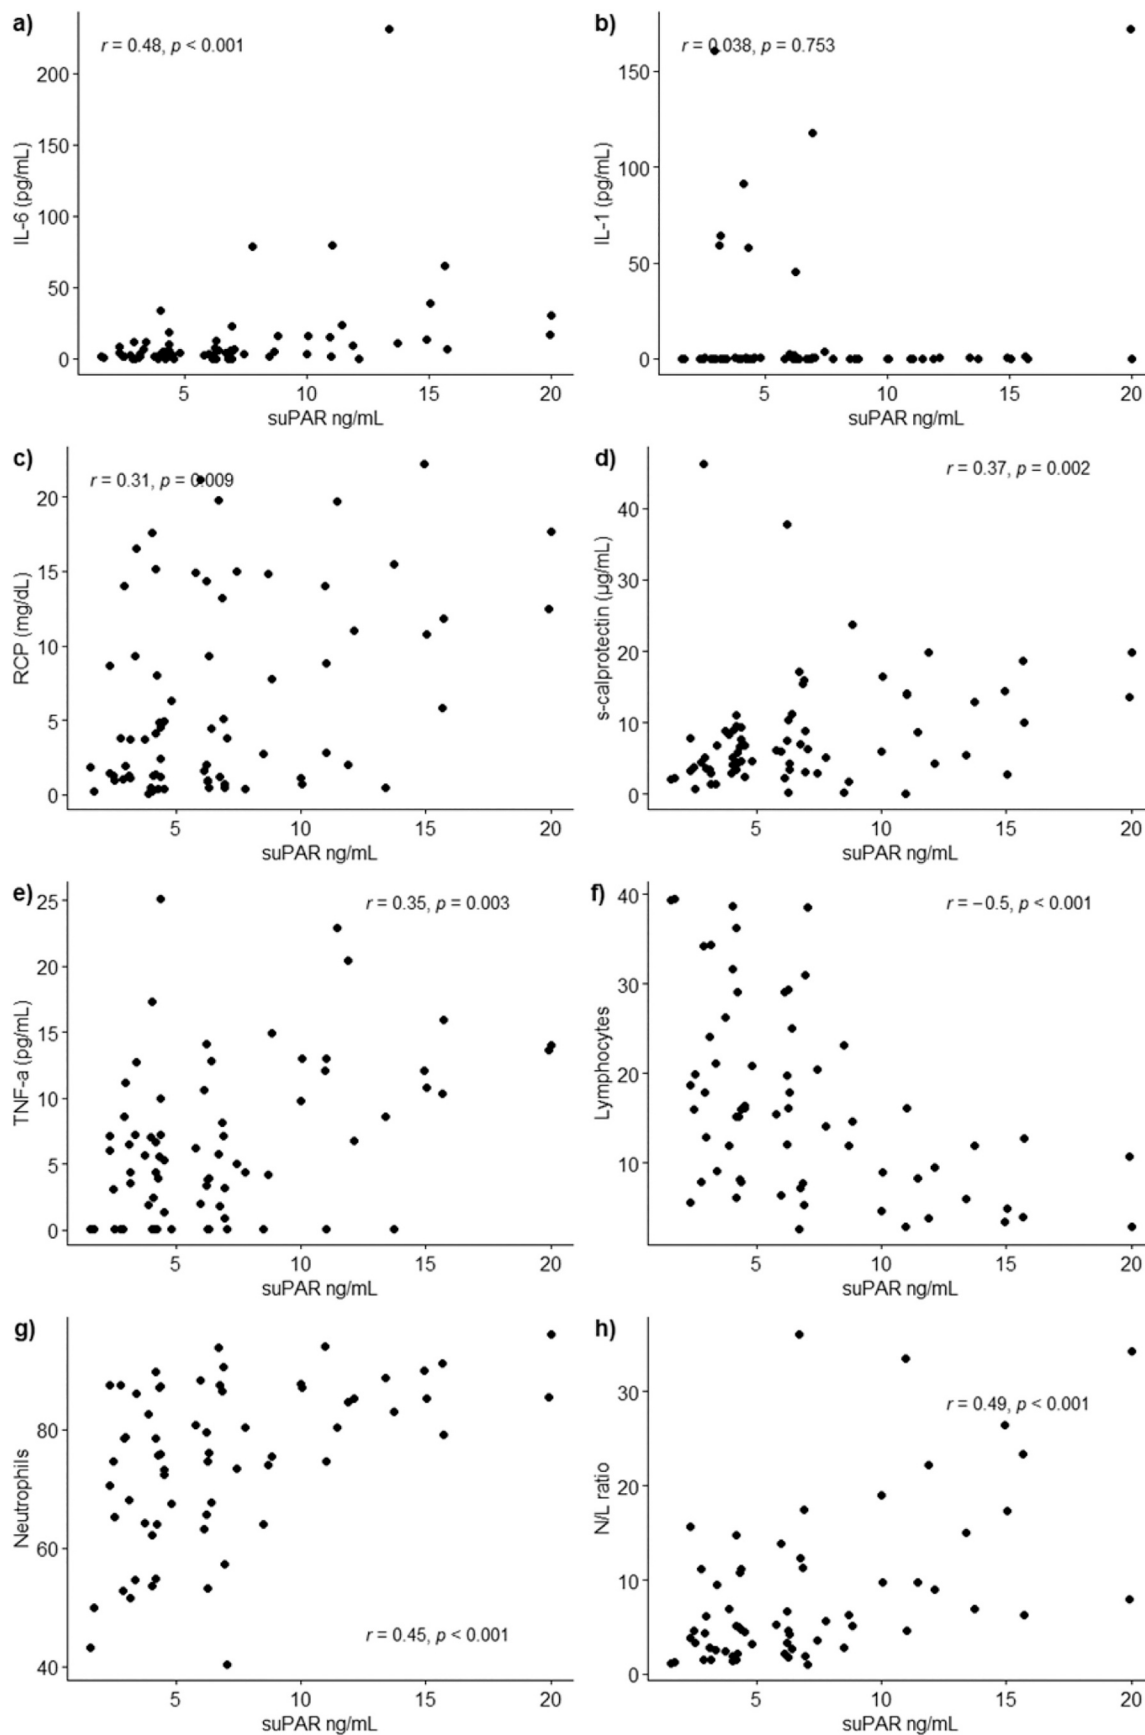 a)
r = 0.48, p < 0.001
200
150
100
50
0
IL-6 (pg/mL)
5 10 15 20
suPAR ng/mL
b)
r = 0.038, p = 0.753
150
100
50
0
IL-1 (pg/mL)
5 10 15 20
suPAR ng/mL
c)
r = 0.31, p = 0.009
20
15
10
5
0
RCP (mg/dL)
5 10 15 20
suPAR ng/mL
d)
r = 0.37, p = 0.002
40
30
20
10
0
s-calprotectin (µg/mL)
5 10 15 20
suPAR ng/mL
e)
r = 0.35, p = 0.003
25
20
15
10
5
0
TNF-a (pg/mL)
5 10 15 20
suPAR ng/mL
f)
r = −0.5, p < 0.001
40
30
20
10
Lymphocytes
5 10 15 20
suPAR ng/mL
g)
80
60
40
Neutrophils
r = 0.45, p < 0.001
5 10 15 20
suPAR ng/mL
h)
30
20
10
0
N/L ratio
r = 0.49, p < 0.001
5 10 15 20
suPAR ng/mL